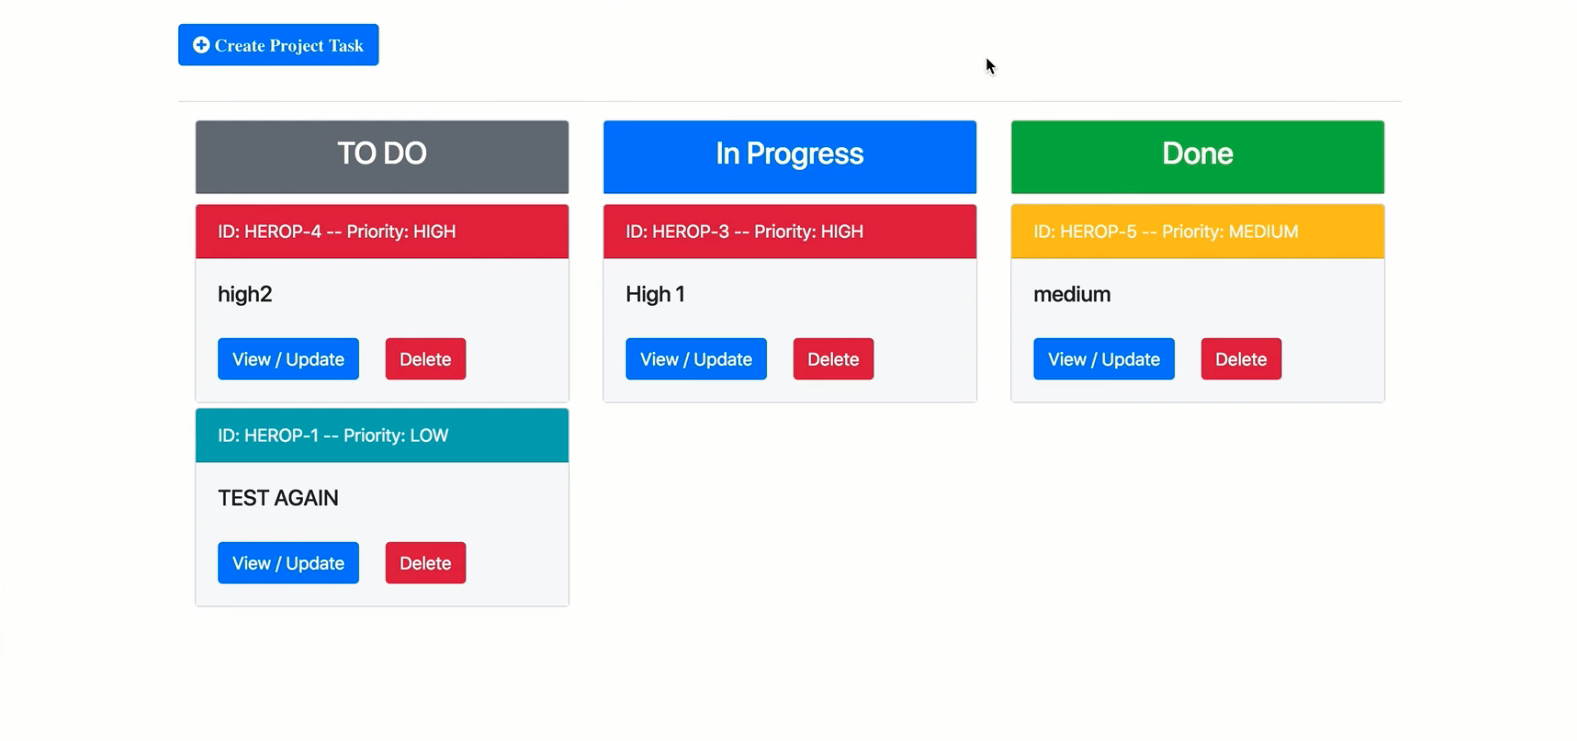 Create Project Task
TO DO
In Progress
Done
ID: HEROP-4 -- Priority: HIGH
high2
View / Update
Delete
ID: HEROP-1 -- Priority: LOW
TEST AGAIN
View / Update
Delete
ID: HEROP-3 -- Priority: HIGH
High 1
View / Update
Delete
ID: HEROP-5 -- Priority: MEDIUM
medium
View / Update
Delete